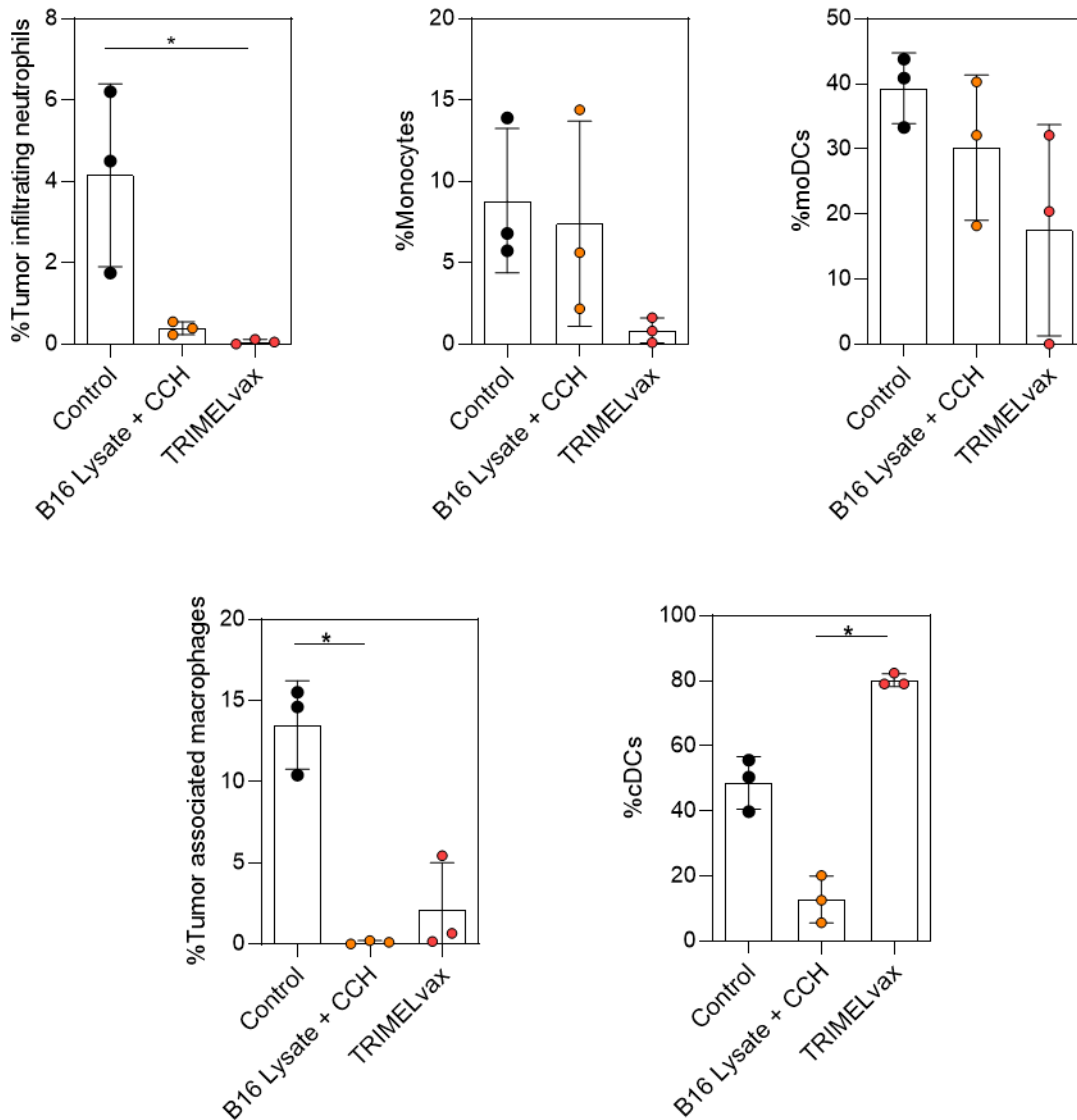 %Tumor infiltrating neutrophils
8
6
4
2
0
*
Control
B16 Lysate + CCH
TRIMELvax
%Monocytes
20
15
10
5
0
Control
B16 Lysate + CCH
TRIMELvax
%moDCs
50
40
30
20
10
0
Control
B16 Lysate + CCH
TRIMELvax
%Tumor associated macrophages
20
15
10
5
0
*
Control
B16 Lysate + CCH
TRIMELvax
%cDCs
100
80
60
40
20
0
*
Control
B16 Lysate + CCH
TRIMELvax